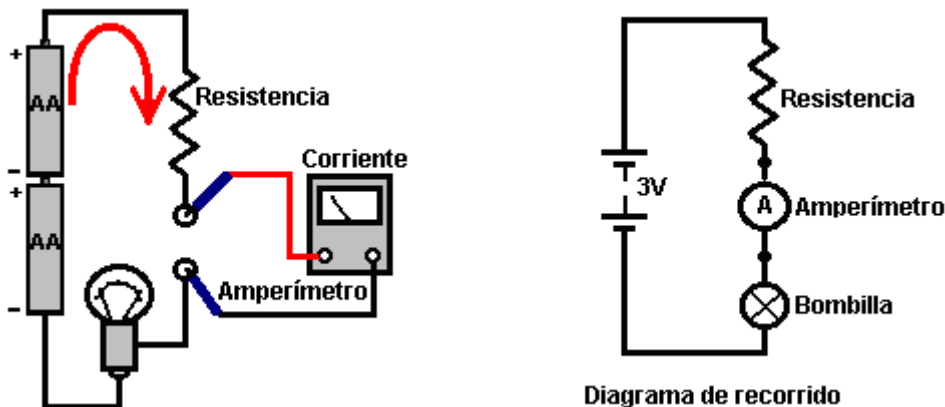 +
AA
−
+
AA
−
Resistencia
Corriente
Amperímetro
Resistencia
3V
A
Amperímetro
Bombilla
Diagrama de recorrido